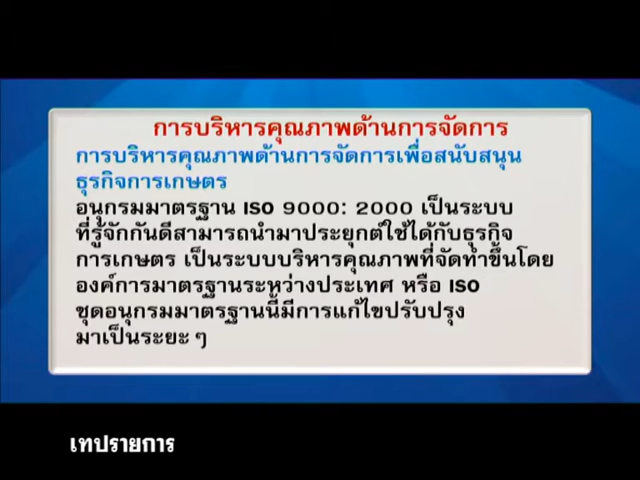 การบริหารคุณภาพด้านการจัดการ
การบริหารคุณภาพด้านการจัดการเพื่อสนับสนุน
ธุรกิจการเกษตร
อนุกรมมาตรฐาน ISO 9000: 2000 เป็นระบบ
ที่รู้จักกันดีสามารถนำมาประยุกต์ใช้ได้กับธุรกิจ
การเกษตร เป็นระบบบริหารคุณภาพที่จัดทำขึ้นโดย
องค์การมาตรฐานระหว่างประเทศ หรือ ISO
ชุดอนุกรมมาตรฐานนี้มีการแก้ไขปรับปรุง
มาเป็นระยะ ๆ
เทปรายการ